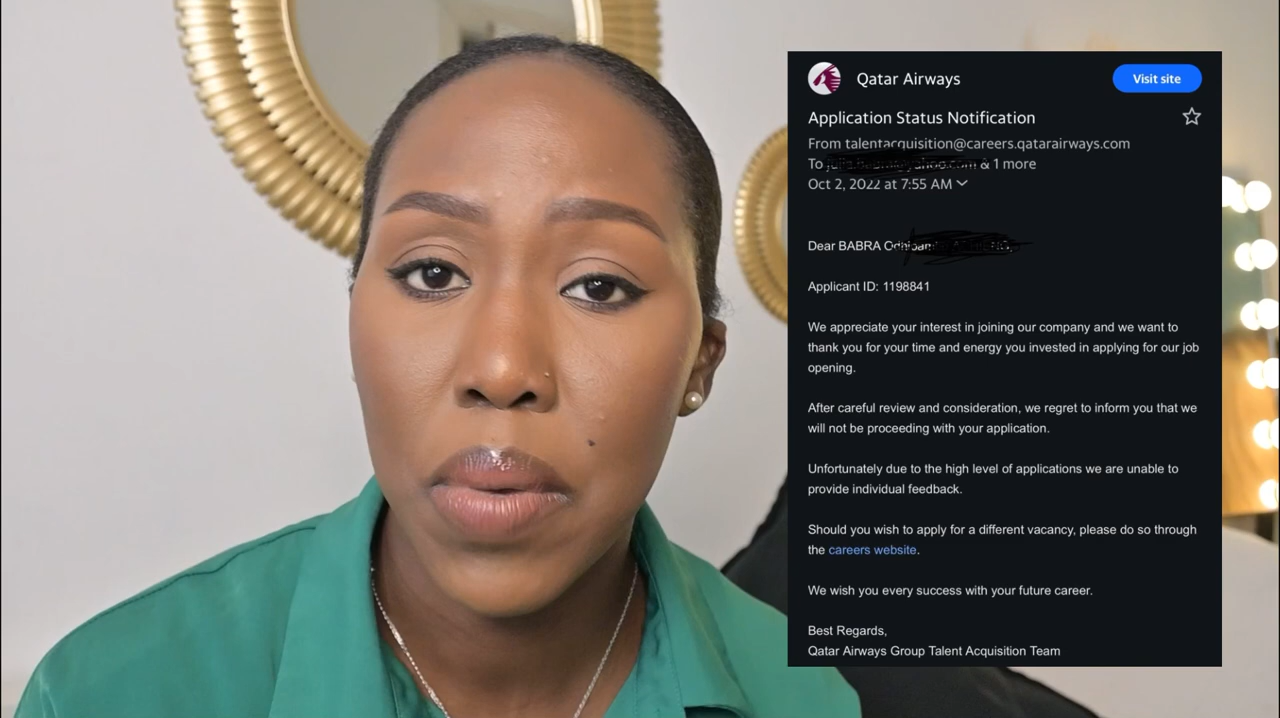 Qatar Airways
Visit site
Application Status Notification
From talentacquisition@careers.qatarairways.com
To & 1 more
Oct 2, 2022 at 7:55 AM
Dear BABRA
Applicant ID: 1198841
We appreciate your interest in joining our company and we want to
thank you for your time and energy you invested in applying for our job
opening.
After careful review and consideration, we regret to inform you that we
will not be proceeding with your application.
Unfortunately due to the high level of applications we are unable to
provide individual feedback.
Should you wish to apply for a different vacancy, please do so through
the careers website.
We wish you every success with your future career.
Best Regards,
Qatar Airways Group Talent Acquisition Team